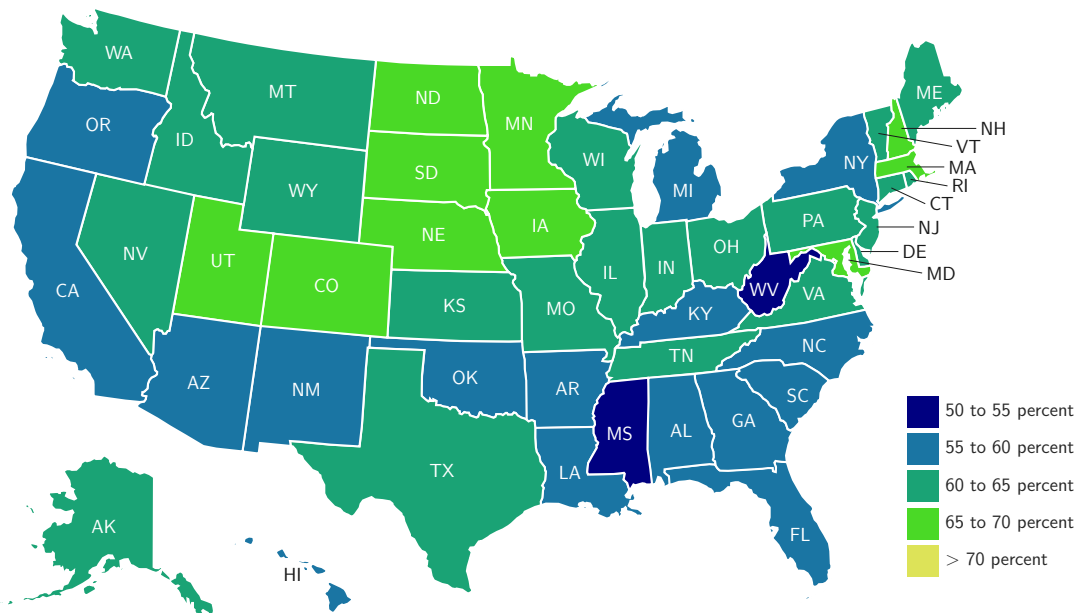 WA
MT
ND
MN
ME
OR
ID
WI
NH
VT
NY
MA
SD
MI
RI
WY
CT
NE
IA
PA
NJ
NV
UT
OH
DE
CO
IL
IN
MD
CA
KS
MO
WV
VA
KY
TN
NC
AZ
NM
OK
AR
SC
MS
AL
GA
TX
LA
AK
FL
HI
50 to 55 percent
55 to 60 percent
60 to 65 percent
65 to 70 percent
> 70 percent